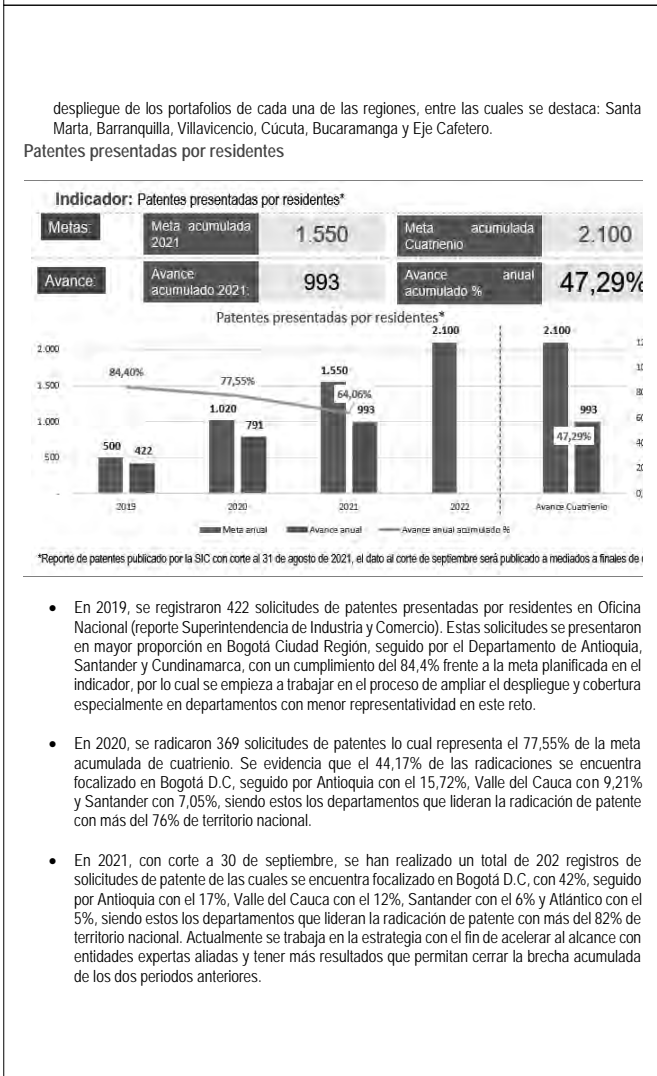 despliegue de los portafolios de cada una de las regiones, entre las cuales se destaca: Santa
Marta, Barranquilla, Villavicencio, Cúcuta, Bucaramanga y Eje Cafetero.
Patentes presentadas por residentes
Indicador: Patentes presentadas por residentes*
Metas:
Meta acumulada
2021
1.550
Meta acumulada
Cuatrienio
2.100
Avance:
Avance
acumulado 2021:
993
Avance anual
acumulado %
47,29%
Patentes presentadas por residentes*
2.000
1.500
1.000
500
-
84,40%
77,55%
64,06%
47,29%
500
422
1.020
791
1.550
993
2.100
2.100
993
2019
2020
2021
2022
Avance Cuatrienio
Meta anual
Avance anual
Avance anual acumulado %
*Reporte de patentes publicado por la SIC con corte al 31 de agosto de 2021, el dato al corte de septiembre será publicado a mediados a finales de
• En 2019, se registraron 422 solicitudes de patentes presentadas por residentes en Oficina
Nacional (reporte Superintendencia de Industria y Comercio). Estas solicitudes se presentaron
en mayor proporción en Bogotá Ciudad Región, seguido por el Departamento de Antioquia,
Santander y Cundinamarca, con un cumplimiento del 84,4% frente a la meta planificada en el
indicador, por lo cual se empieza a trabajar en el proceso de ampliar el despliegue y cobertura
especialmente en departamentos con menor representatividad en este reto.
• En 2020, se radicaron 369 solicitudes de patentes lo cual representa el 77,55% de la meta
acumulada de cuatrienio. Se evidencia que el 44,17% de las radicaciones se encuentra
focalizado en Bogotá D.C, seguido por Antioquia con el 15,72%, Valle del Cauca con 9,21%
y Santander con 7,05%, siendo estos los departamentos que lideran la radicación de patente
con más del 76% de territorio nacional.
• En 2021, con corte a 30 de septiembre, se han realizado un total de 202 registros de
solicitudes de patente de las cuales se encuentra focalizado en Bogotá D.C, con 42%, seguido
por Antioquia con el 17%, Valle del Cauca con el 12%, Santander con el 6% y Atlántico con el
5%, siendo estos los departamentos que lideran la radicación de patente con más del 82% de
territorio nacional. Actualmente se trabaja en la estrategia con el fin de acelerar al alcance con
entidades expertas aliadas y tener más resultados que permitan cerrar la brecha acumulada
de los dos periodos anteriores.